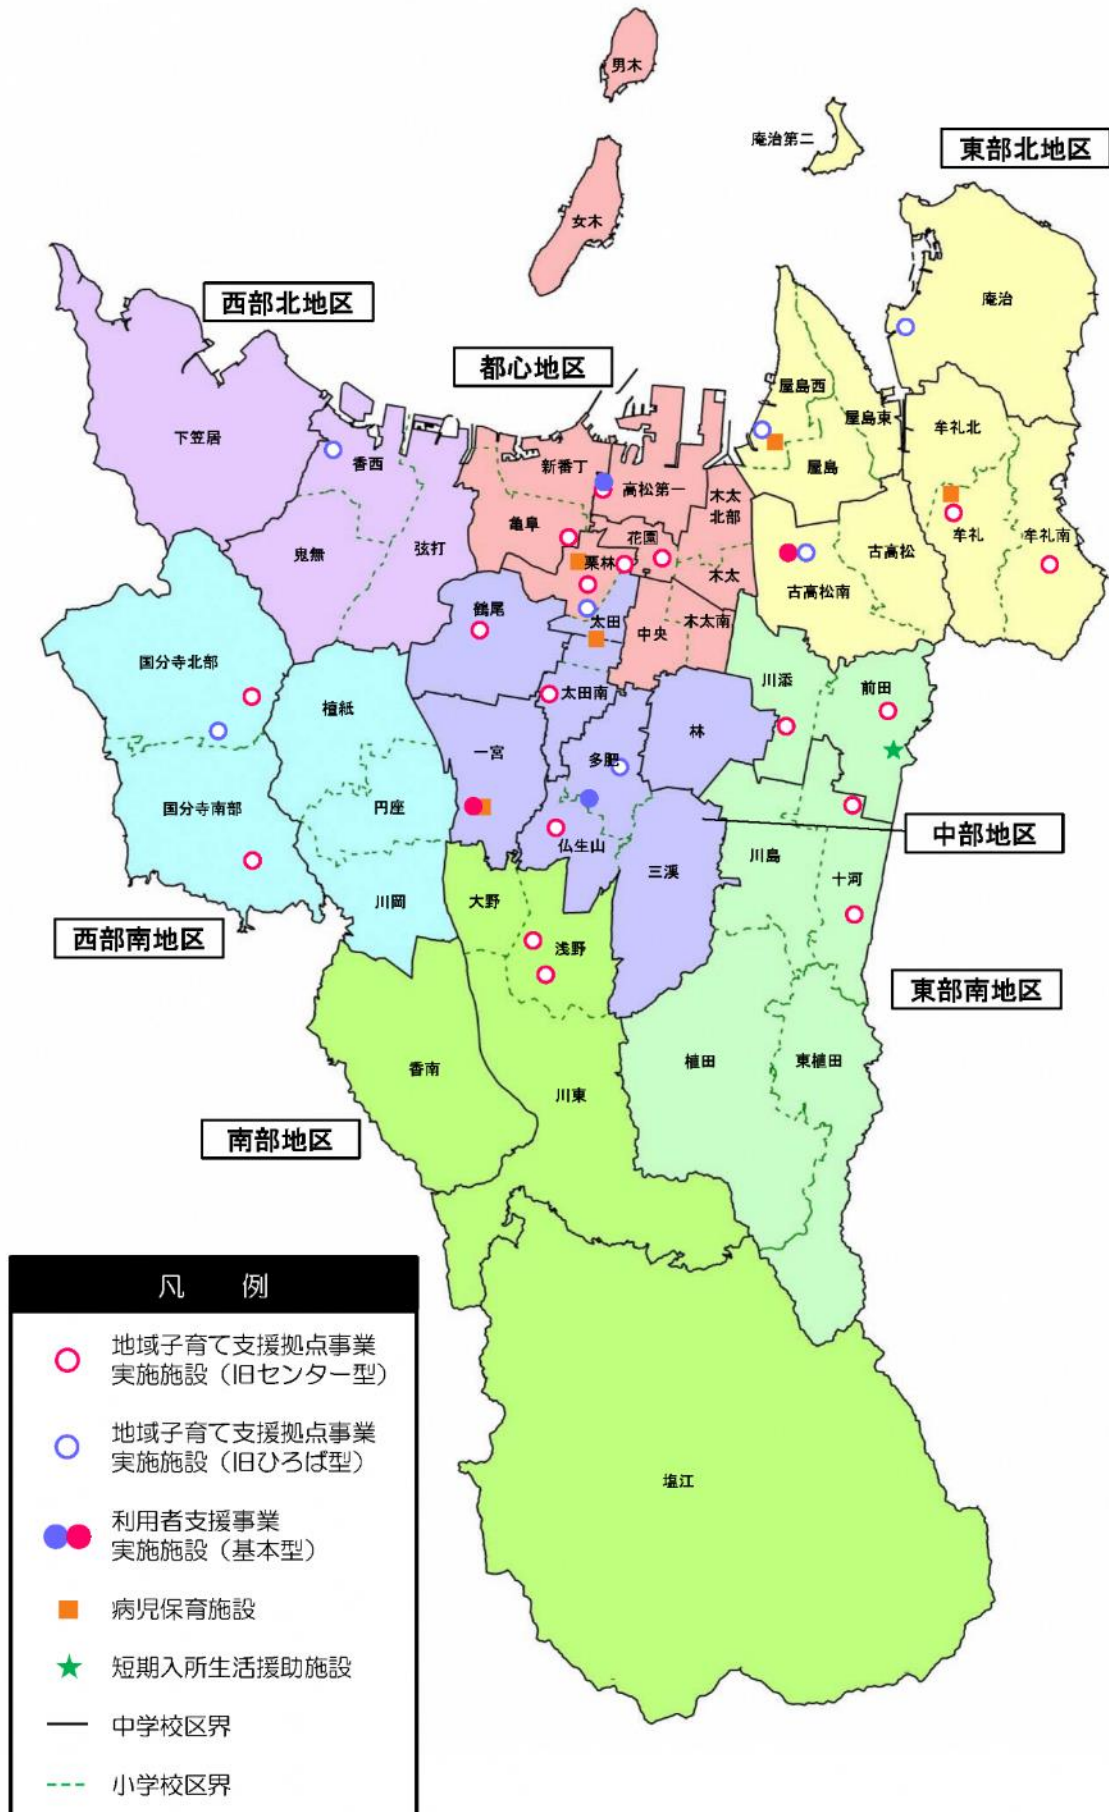 男木
庵治第二
東部北地区
女木
西部北地区
庵治
都心地区
屋島西
屋島東
牟礼北
下笠居
香西
新番丁
高松第一
木太
北部
屋島
亀阜
花園
牟礼
牟礼南
鬼無
弦打
栗林
木太
古高松
古高松南
鶴尾
太田
中央
木太南
国分寺北部
檀紙
太田南
川添
前田
一宮
多肥
林
国分寺南部
円座
仏生山
中部地区
川島
三渓
十河
川岡
大野
西部南地区
浅野
東部南地区
香南
植田
東植田
川東
南部地区
塩江
凡　例
地域子育て支援拠点事業
実施施設（旧センター型）
地域子育て支援拠点事業
実施施設（旧ひろば型）
利用者支援事業
実施施設（基本型）
病児保育施設
短期入所生活援助施設
中学校区界
小学校区界